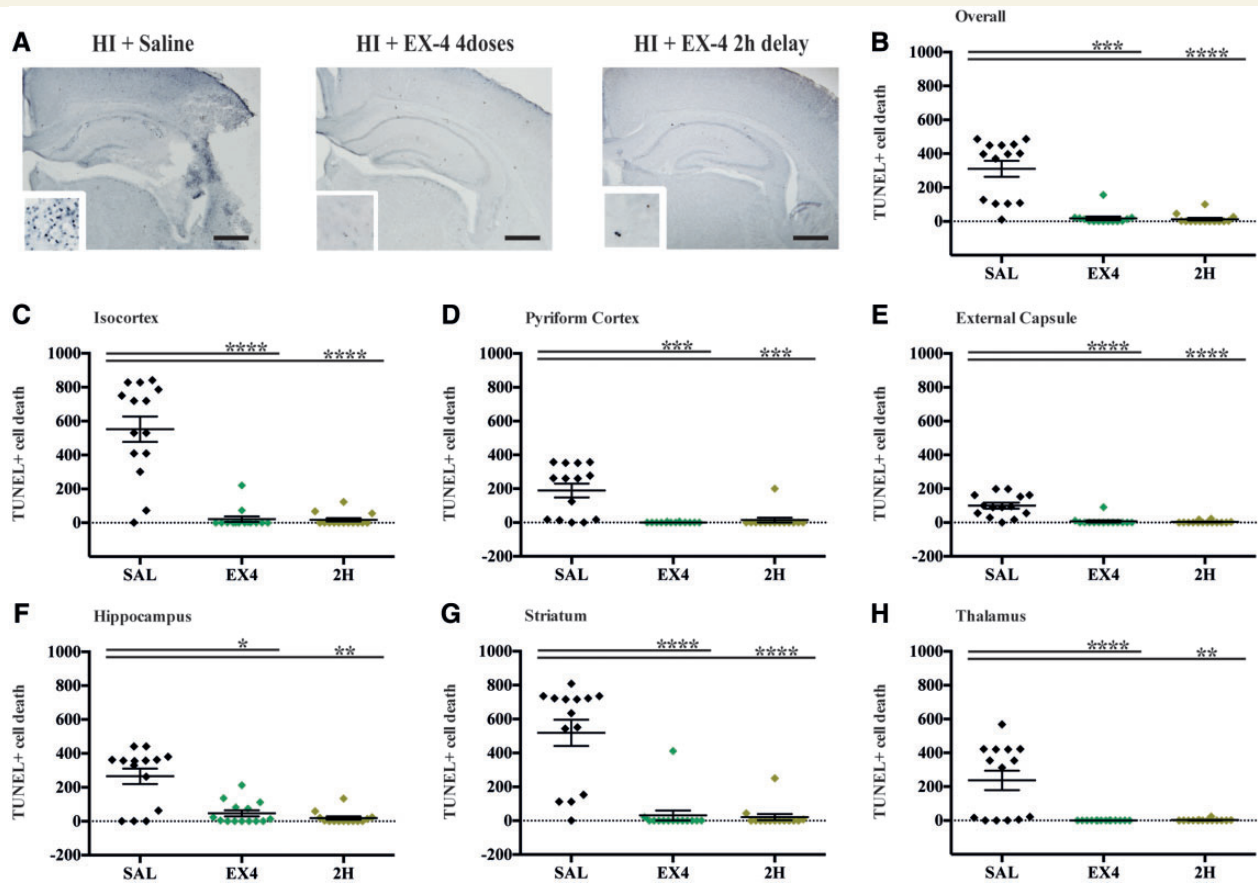 A
HI + Saline
HI + EX-4 4doses
HI + EX-4 2h delay
B
Overall
TUNEL+ cell death
1000
800
600
400
200
0
-200
*** ****
SAL EX4 2H
C
Isocortex
TUNEL+ cell death
1000
800
600
400
200
0
-200
**** ****
SAL EX4 2H
D
Pyriform Cortex
TUNEL+ cell death
1000
800
600
400
200
0
-200
*** ***
SAL EX4 2H
E
External Capsule
TUNEL+ cell death
1000
800
600
400
200
0
-200
**** ****
SAL EX4 2H
F
Hippocampus
TUNEL+ cell death
1000
800
600
400
200
0
-200
* **
SAL EX4 2H
G
Striatum
TUNEL+ cell death
1000
800
600
400
200
0
-200
**** ****
SAL EX4 2H
H
Thalamus
TUNEL+ cell death
1000
800
600
400
200
0
-200
**** **
SAL EX4 2H